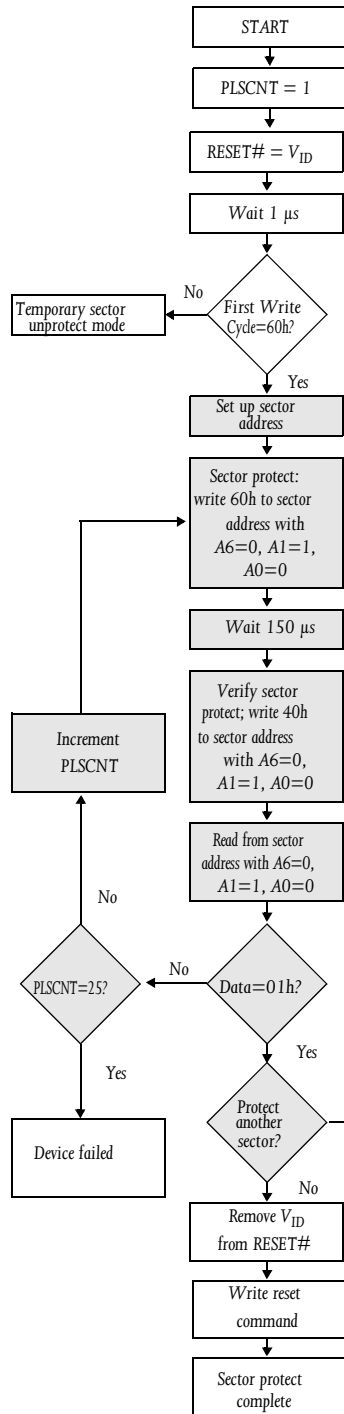 START
PLSCNT = 1
RESET# = VID
Wait 1 µs
No
First Write
Cycle=60h?
Temporary sector
unprotect mode
Yes
Set up sector
address
Sector protect:
write 60h to sector
address with
A6=0, A1=1,
A0=0
Wait 150 µs
Verify sector
protect; write 40h
to sector address
with A6=0,
A1=1, A0=0
Increment
PLSCNT
Read from sector
address with A6=0,
A1=1, A0=0
No
No
PLSCNT=25?
Data=01h?
Yes
Yes
Device failed
Protect
another
sector?
No
Remove VID
from RESET#
Write reset
command
Sector protect
complete